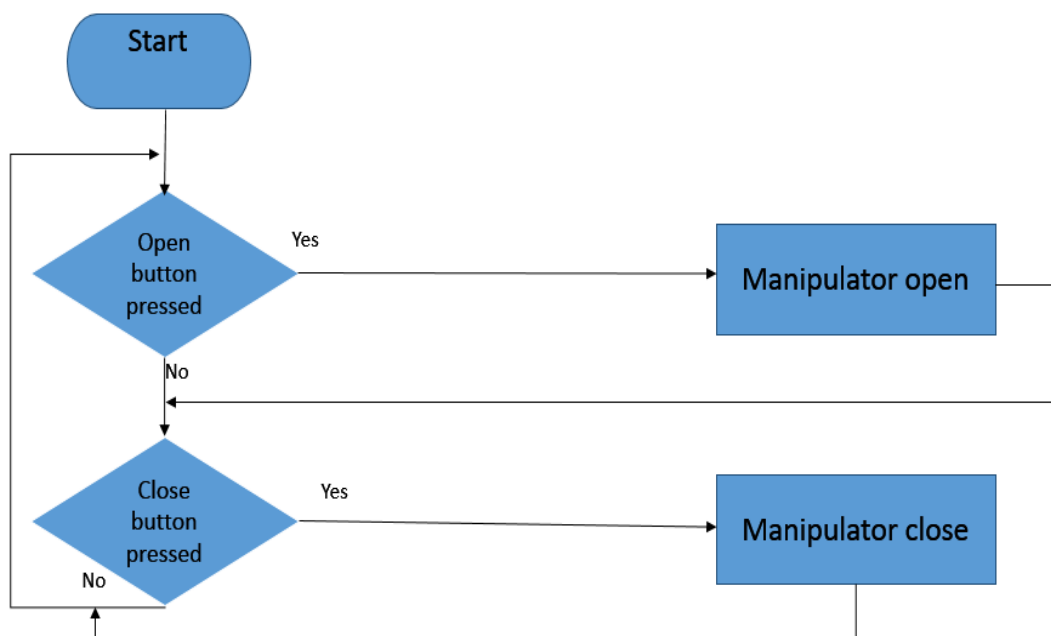 Start
Open
button
pressed
Yes
Manipulator open
No
Close
button
pressed
Yes
Manipulator close
No